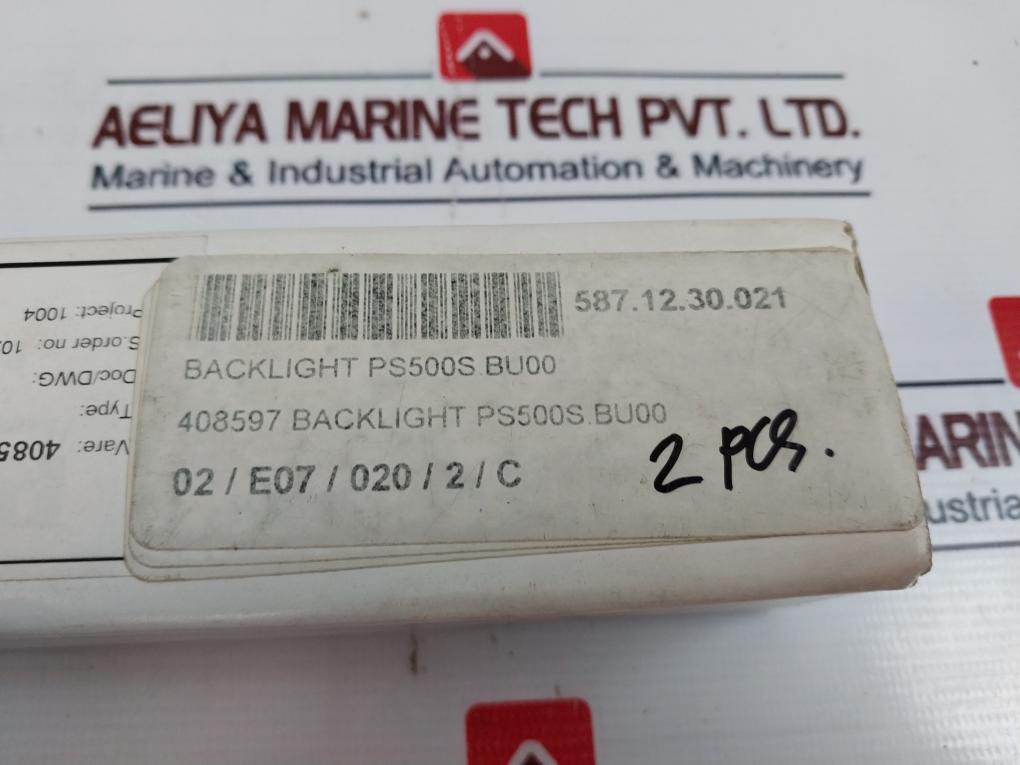 AELIYA MARINE TECH PVT. LTD.
Marine & Industrial Automation & Machinery
587.12.30.021
BACKLIGHT PS500S.BU00
408597 BACKLIGHT PS500S.BU00
02 / E07 / 020 / 2 / C
2 pcs.
Vare: 4085
Type:
Doc/DWG:
S.order no: 10
Project: 1004
ARIN
ustria